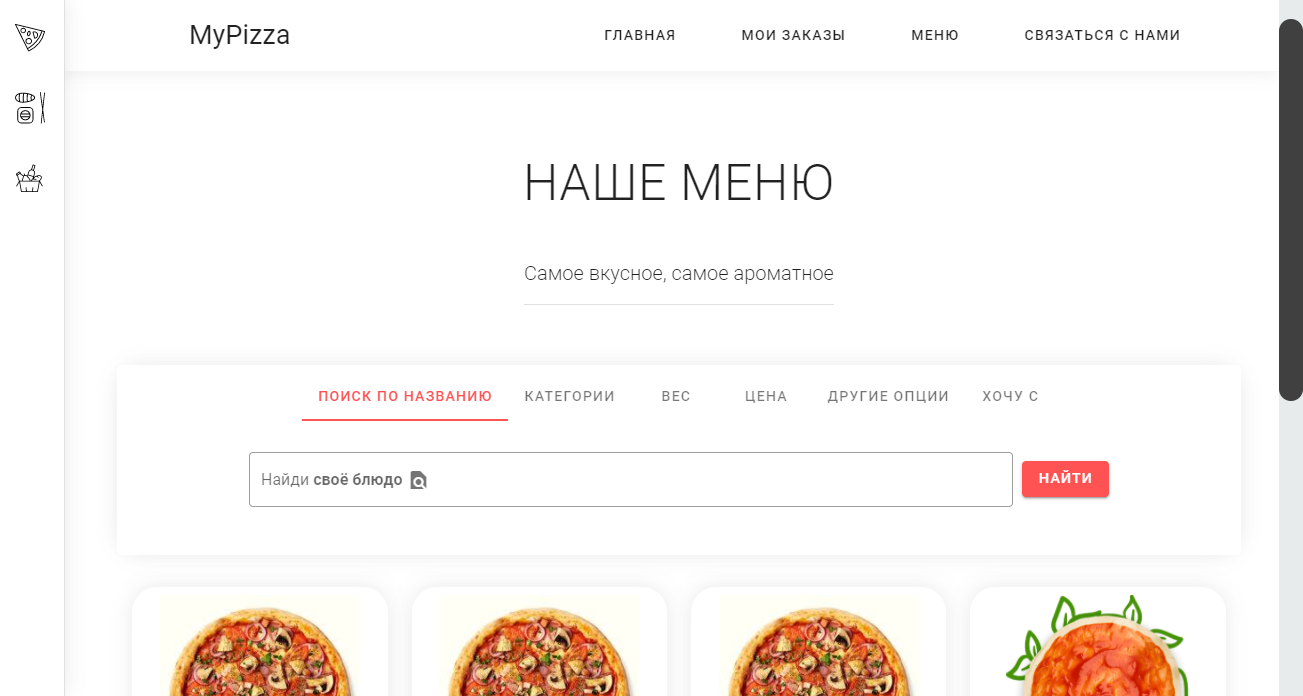 MyPizza
ГЛАВНАЯ
МОИ ЗАКАЗЫ
МЕНЮ
СВЯЗАТЬСЯ С НАМИ
НАШЕ МЕНЮ
Самое вкусное, самое ароматное
ПОИСК ПО НАЗВАНИЮ
КАТЕГОРИИ
ВЕС
ЦЕНА
ДРУГИЕ ОПЦИИ
ХОЧУ С
Найди своё блюдо
НАЙТИ